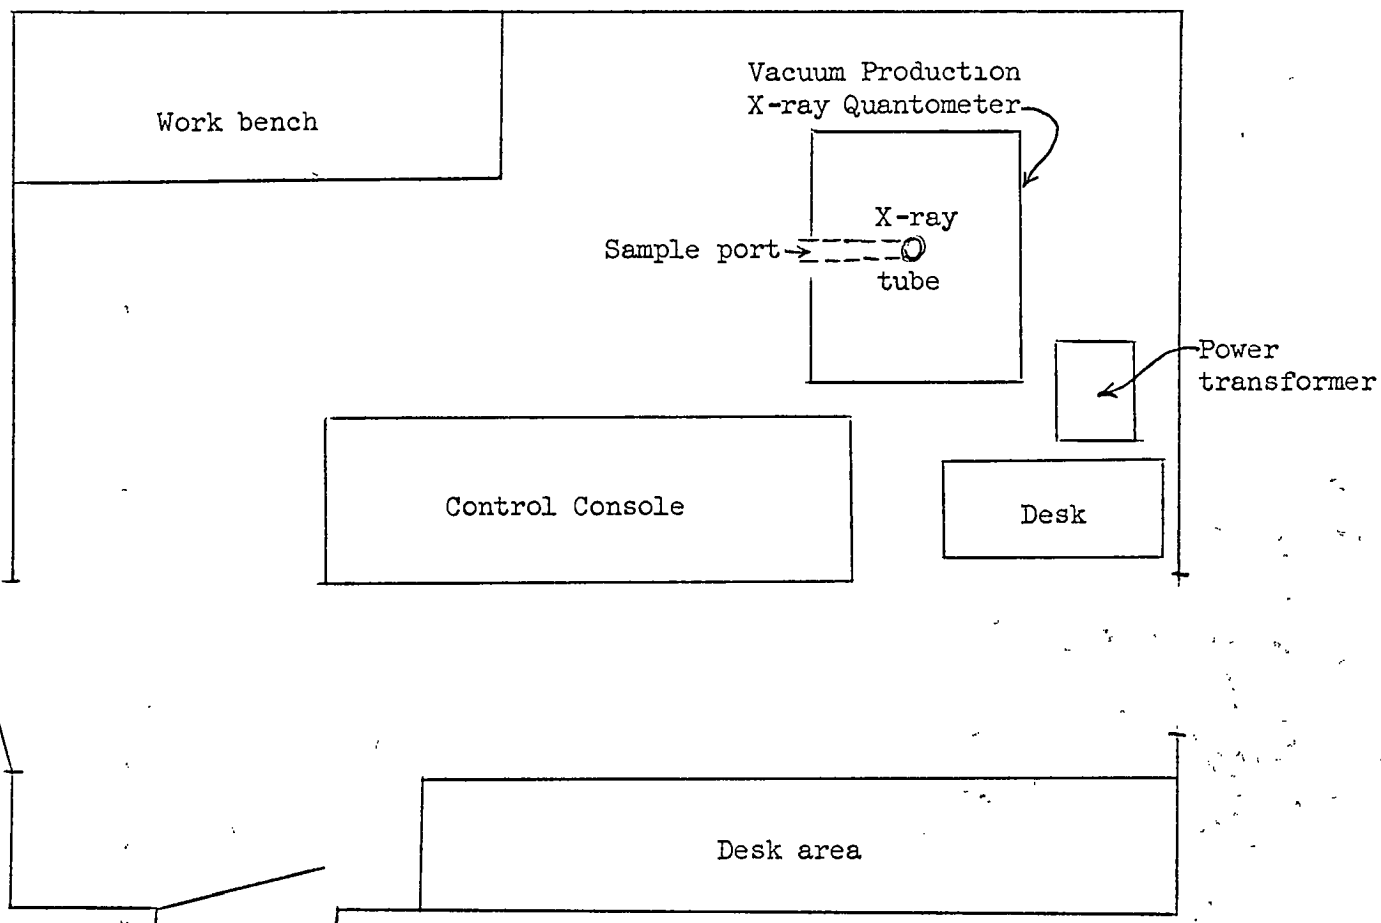 Vacuum Production
X-ray Quantometer
Work bench
X-ray
Sample port
tube
Power
transformer
Control Console
Desk
Desk area